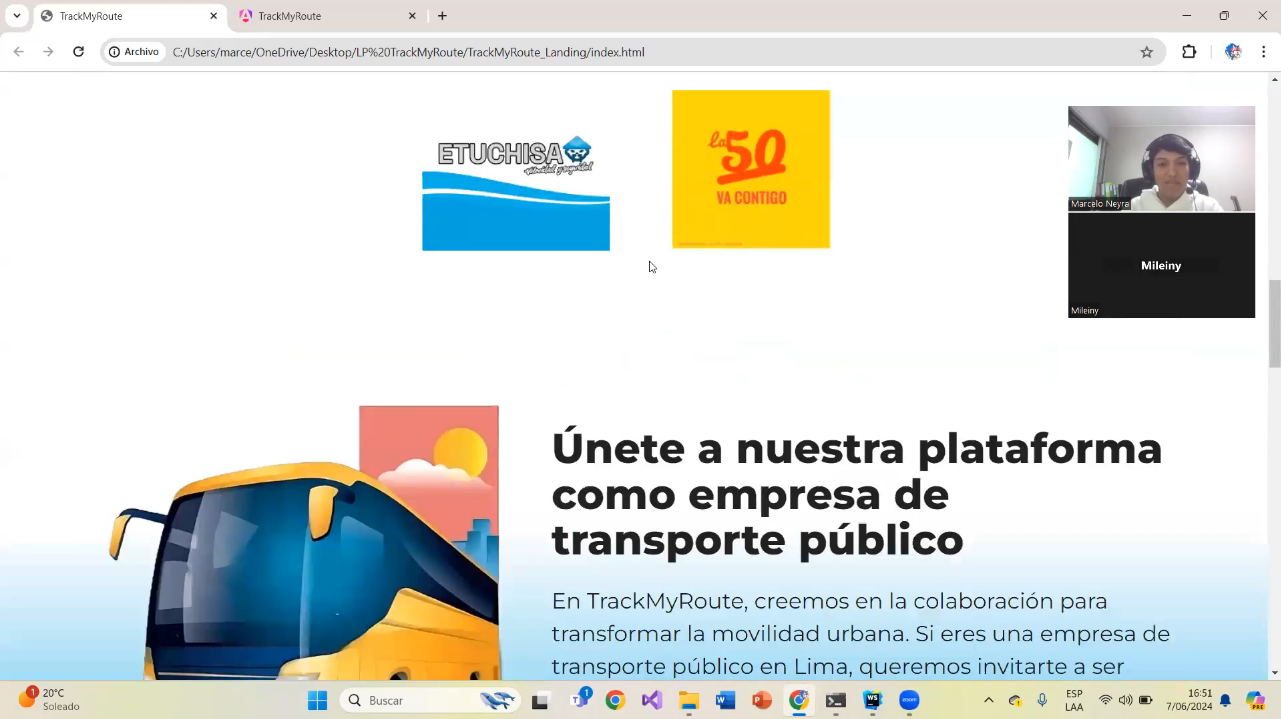 TrackMyRoute
TrackMyRoute
Archivo
C:/Users/marce/OneDrive/Desktop/LP%20TrackMyRoute/TrackMyRoute_Landing/index.html
ETUCHISA
la
50
VA CONTIGO
Marcelo Neyra
Mileiny
Mileiny
Únete a nuestra plataforma
como empresa de
transporte público
En TrackMyRoute, creemos en la colaboración para
transformar la movilidad urbana. Si eres una empresa de
transporte público en Lima, queremos invitarte a ser
1
20°C
Soleado
Buscar
1
zoom
ESP
LAA
16:51
7/06/2024